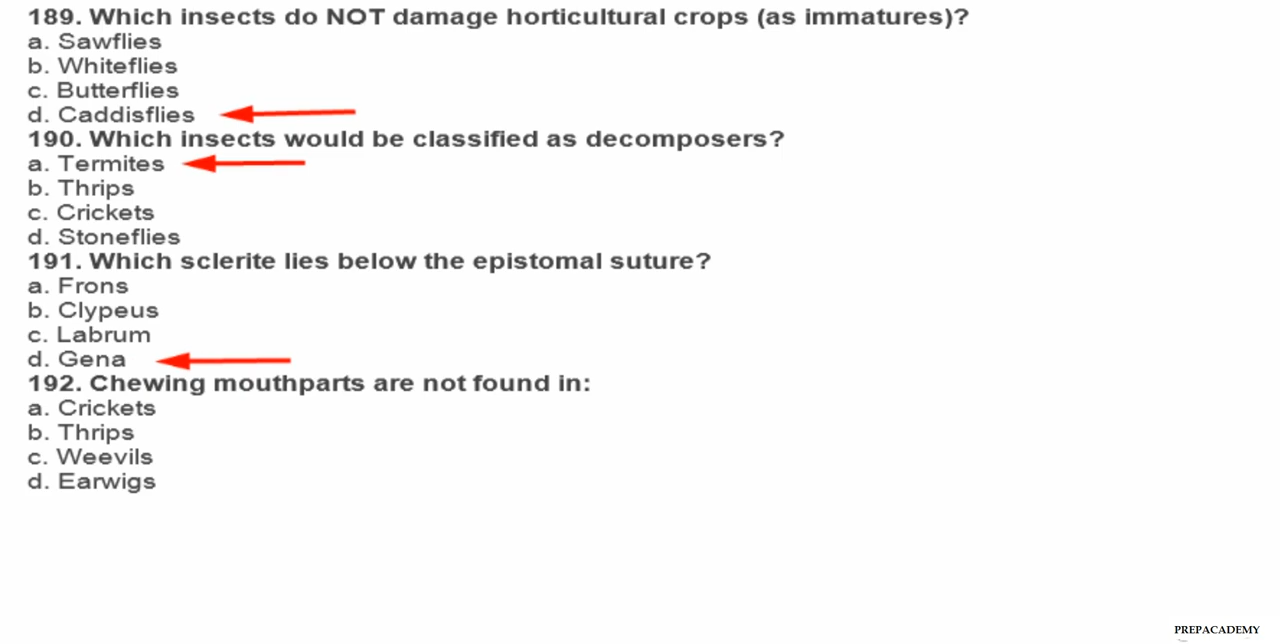 189. Which insects do NOT damage horticultural crops (as immatures)?
a. Sawflies
b. Whiteflies
c. Butterflies
d. Caddisflies
190. Which insects would be classified as decomposers?
a. Termites
b. Thrips
c. Crickets
d. Stoneflies
191. Which sclerite lies below the epistomal suture?
a. Frons
b. Clypeus
c. Labrum
d. Gena
192. Chewing mouthparts are not found in:
a. Crickets
b. Thrips
c. Weevils
d. Earwigs
PREPACADEMY